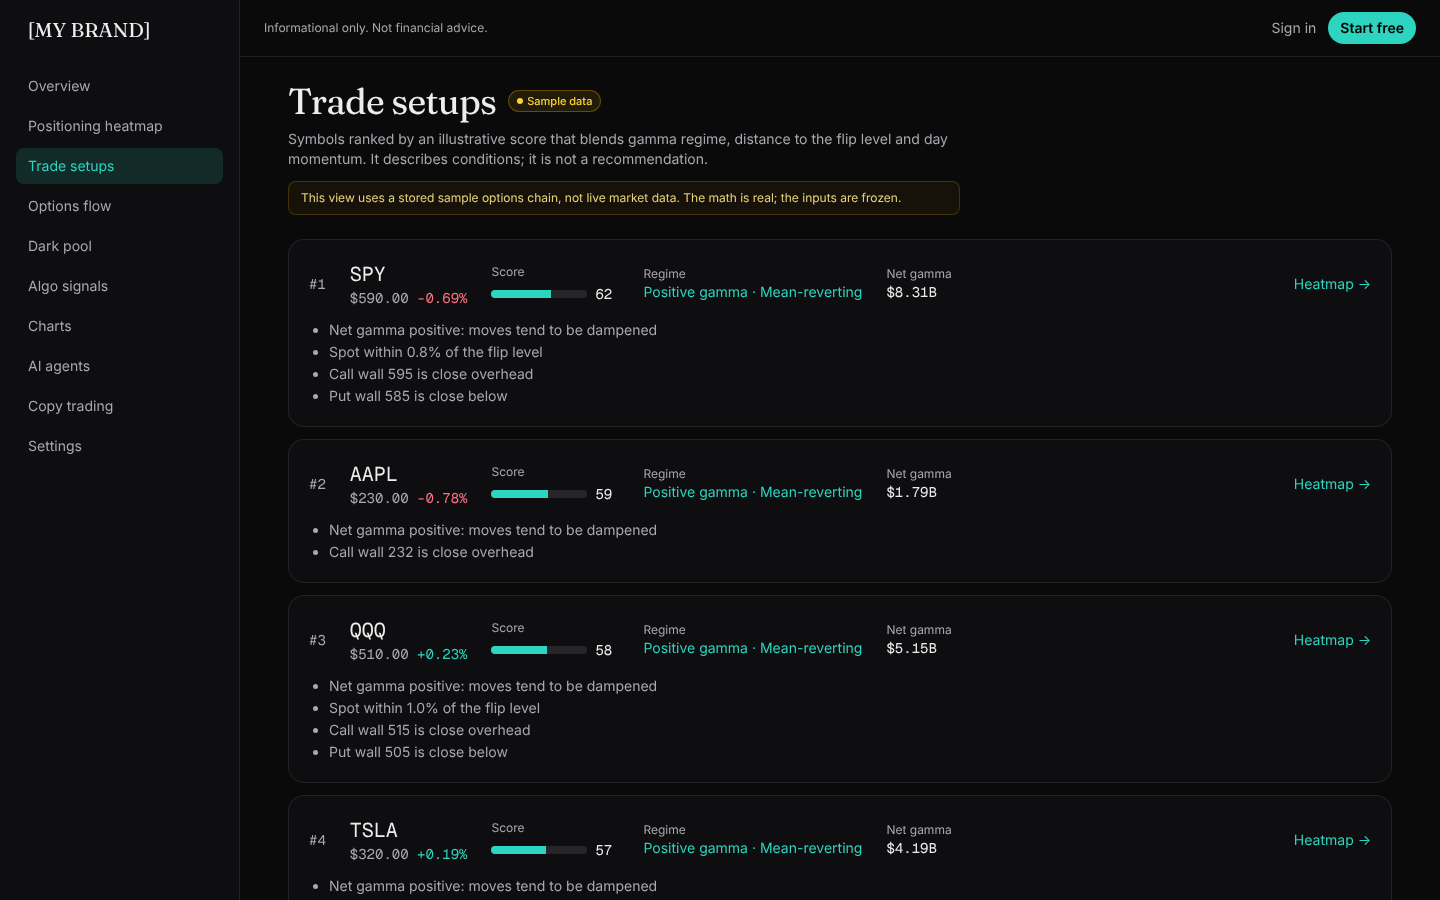 [MY BRAND]
Overview
Positioning heatmap
Trade setups
Options flow
Dark pool
Algo signals
Charts
AI agents
Copy trading
Settings
Informational only. Not financial advice.
Sign in
Start free
Trade setups
Sample data
Symbols ranked by an illustrative score that blends gamma regime, distance to the flip level and day
momentum. It describes conditions; it is not a recommendation.
This view uses a stored sample options chain, not live market data. The math is real; the inputs are frozen.
#1
SPY
$590.00 -0.69%
Score
62
Regime
Positive gamma · Mean-reverting
Net gamma
$8.31B
Heatmap →
• Net gamma positive: moves tend to be dampened
• Spot within 0.8% of the flip level
• Call wall 595 is close overhead
• Put wall 585 is close below
#2
AAPL
$230.00 -0.78%
Score
59
Regime
Positive gamma · Mean-reverting
Net gamma
$1.79B
Heatmap →
• Net gamma positive: moves tend to be dampened
• Call wall 232 is close overhead
#3
QQQ
$510.00 +0.23%
Score
58
Regime
Positive gamma · Mean-reverting
Net gamma
$5.15B
Heatmap →
• Net gamma positive: moves tend to be dampened
• Spot within 1.0% of the flip level
• Call wall 515 is close overhead
• Put wall 505 is close below
#4
TSLA
$320.00 +0.19%
Score
57
Regime
Positive gamma · Mean-reverting
Net gamma
$4.19B
Heatmap →
• Net gamma positive: moves tend to be dampened